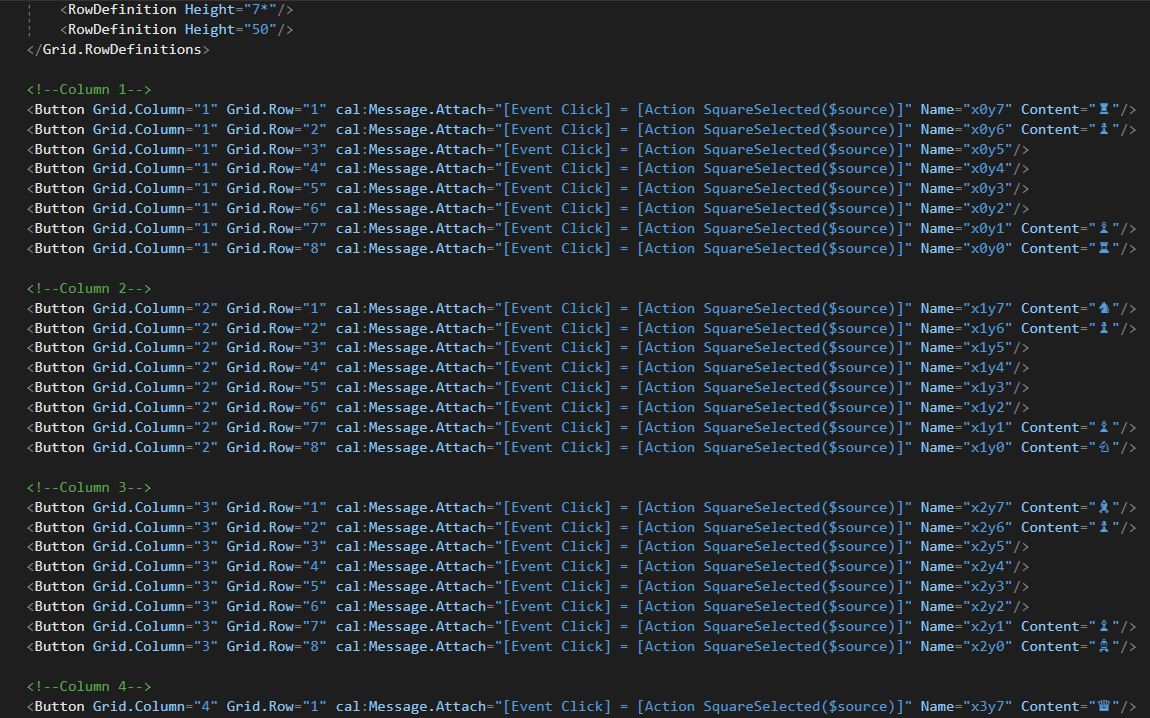 <RowDefinition Height="7*"/>
<RowDefinition Height="50"/>
</Grid.RowDefinitions>
<!--Column 1-->
<Button Grid.Column="1" Grid.Row="1" cal:Message.Attach="[Event Click] = [Action SquareSelected($source)]" Name="x0y7" Content="♜"/>
<Button Grid.Column="1" Grid.Row="2" cal:Message.Attach="[Event Click] = [Action SquareSelected($source)]" Name="x0y6" Content="♟"/>
<Button Grid.Column="1" Grid.Row="3" cal:Message.Attach="[Event Click] = [Action SquareSelected($source)]" Name="x0y5"/>
<Button Grid.Column="1" Grid.Row="4" cal:Message.Attach="[Event Click] = [Action SquareSelected($source)]" Name="x0y4"/>
<Button Grid.Column="1" Grid.Row="5" cal:Message.Attach="[Event Click] = [Action SquareSelected($source)]" Name="x0y3"/>
<Button Grid.Column="1" Grid.Row="6" cal:Message.Attach="[Event Click] = [Action SquareSelected($source)]" Name="x0y2"/>
<Button Grid.Column="1" Grid.Row="7" cal:Message.Attach="[Event Click] = [Action SquareSelected($source)]" Name="x0y1" Content="♙"/>
<Button Grid.Column="1" Grid.Row="8" cal:Message.Attach="[Event Click] = [Action SquareSelected($source)]" Name="x0y0" Content="♖"/>
<!--Column 2-->
<Button Grid.Column="2" Grid.Row="1" cal:Message.Attach="[Event Click] = [Action SquareSelected($source)]" Name="x1y7" Content="♞"/>
<Button Grid.Column="2" Grid.Row="2" cal:Message.Attach="[Event Click] = [Action SquareSelected($source)]" Name="x1y6" Content="♟"/>
<Button Grid.Column="2" Grid.Row="3" cal:Message.Attach="[Event Click] = [Action SquareSelected($source)]" Name="x1y5"/>
<Button Grid.Column="2" Grid.Row="4" cal:Message.Attach="[Event Click] = [Action SquareSelected($source)]" Name="x1y4"/>
<Button Grid.Column="2" Grid.Row="5" cal:Message.Attach="[Event Click] = [Action SquareSelected($source)]" Name="x1y3"/>
<Button Grid.Column="2" Grid.Row="6" cal:Message.Attach="[Event Click] = [Action SquareSelected($source)]" Name="x1y2"/>
<Button Grid.Column="2" Grid.Row="7" cal:Message.Attach="[Event Click] = [Action SquareSelected($source)]" Name="x1y1" Content="♙"/>
<Button Grid.Column="2" Grid.Row="8" cal:Message.Attach="[Event Click] = [Action SquareSelected($source)]" Name="x1y0" Content="♘"/>
<!--Column 3-->
<Button Grid.Column="3" Grid.Row="1" cal:Message.Attach="[Event Click] = [Action SquareSelected($source)]" Name="x2y7" Content="♝"/>
<Button Grid.Column="3" Grid.Row="2" cal:Message.Attach="[Event Click] = [Action SquareSelected($source)]" Name="x2y6" Content="♟"/>
<Button Grid.Column="3" Grid.Row="3" cal:Message.Attach="[Event Click] = [Action SquareSelected($source)]" Name="x2y5"/>
<Button Grid.Column="3" Grid.Row="4" cal:Message.Attach="[Event Click] = [Action SquareSelected($source)]" Name="x2y4"/>
<Button Grid.Column="3" Grid.Row="5" cal:Message.Attach="[Event Click] = [Action SquareSelected($source)]" Name="x2y3"/>
<Button Grid.Column="3" Grid.Row="6" cal:Message.Attach="[Event Click] = [Action SquareSelected($source)]" Name="x2y2"/>
<Button Grid.Column="3" Grid.Row="7" cal:Message.Attach="[Event Click] = [Action SquareSelected($source)]" Name="x2y1" Content="♙"/>
<Button Grid.Column="3" Grid.Row="8" cal:Message.Attach="[Event Click] = [Action SquareSelected($source)]" Name="x2y0" Content="♗"/>
<!--Column 4-->
<Button Grid.Column="4" Grid.Row="1" cal:Message.Attach="[Event Click] = [Action SquareSelected($source)]" Name="x3y7" Content="♛"/>